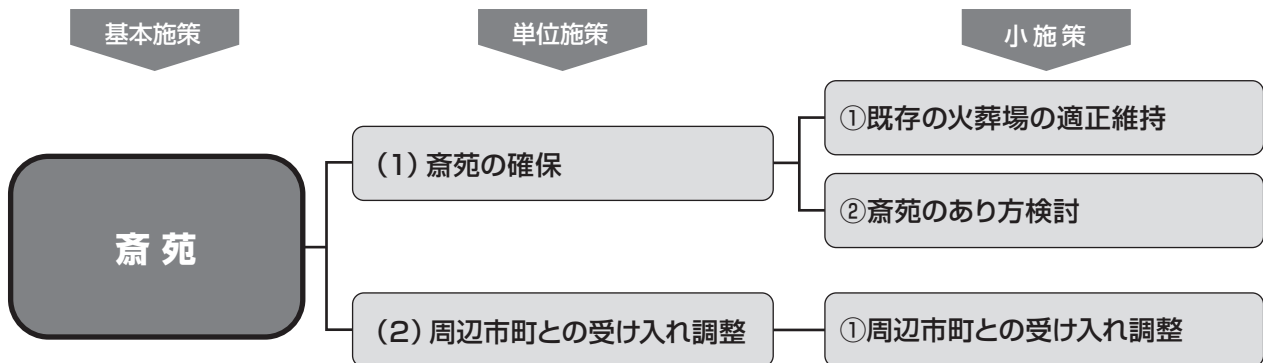 基本施策
単位施策
小施策
斎苑
(1)斎苑の確保
①既存の火葬場の適正維持
②斎苑のあり方検討
(2)周辺市町との受け入れ調整
①周辺市町との受け入れ調整